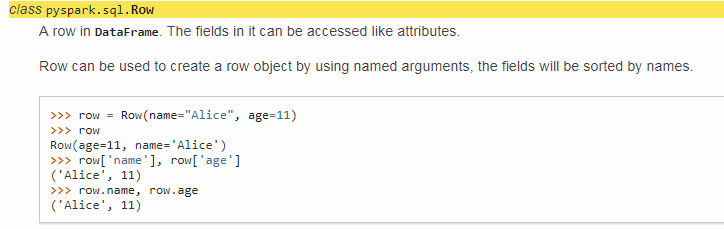 class pyspark.sql.Row
A row in DataFrame. The fields in it can be accessed like attributes.
Row can be used to create a row object by using named arguments, the fields will be sorted by names.
>>> row = Row(name="Alice", age=11)
>>> row
Row(age=11, name='Alice')
>>> row['name'], row['age']
('Alice', 11)
>>> row.name, row.age
('Alice', 11)